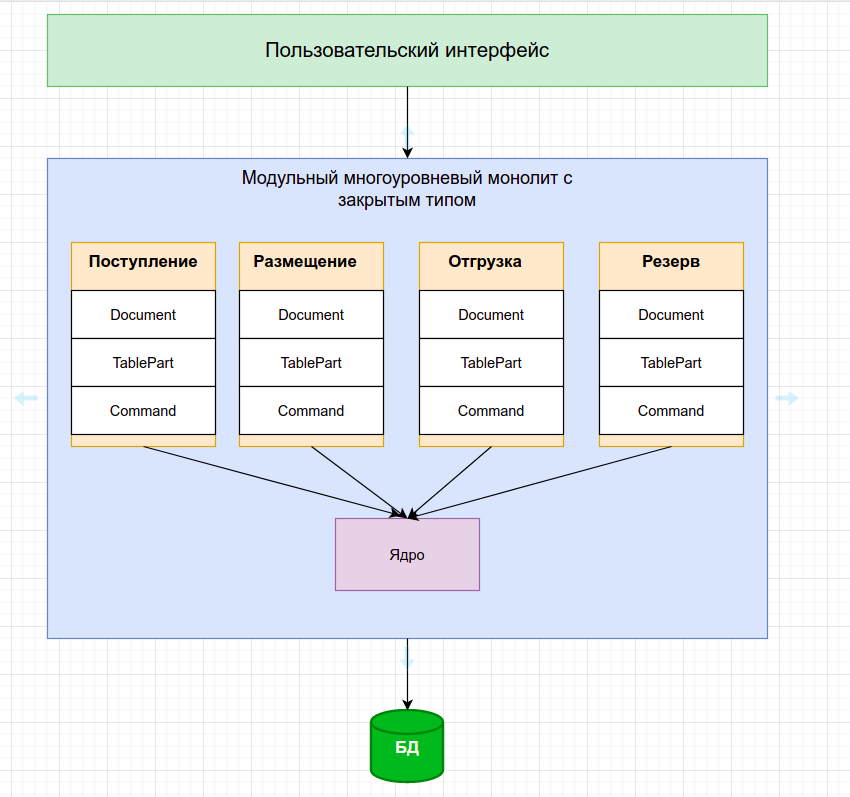 Пользовательский интерфейс
Модульный многоуровневый монолит с
закрытым типом
Поступление
Document
TablePart
Command
Размещение
Document
TablePart
Command
Отгрузка
Document
TablePart
Command
Резерв
Document
TablePart
Command
Ядро
БД